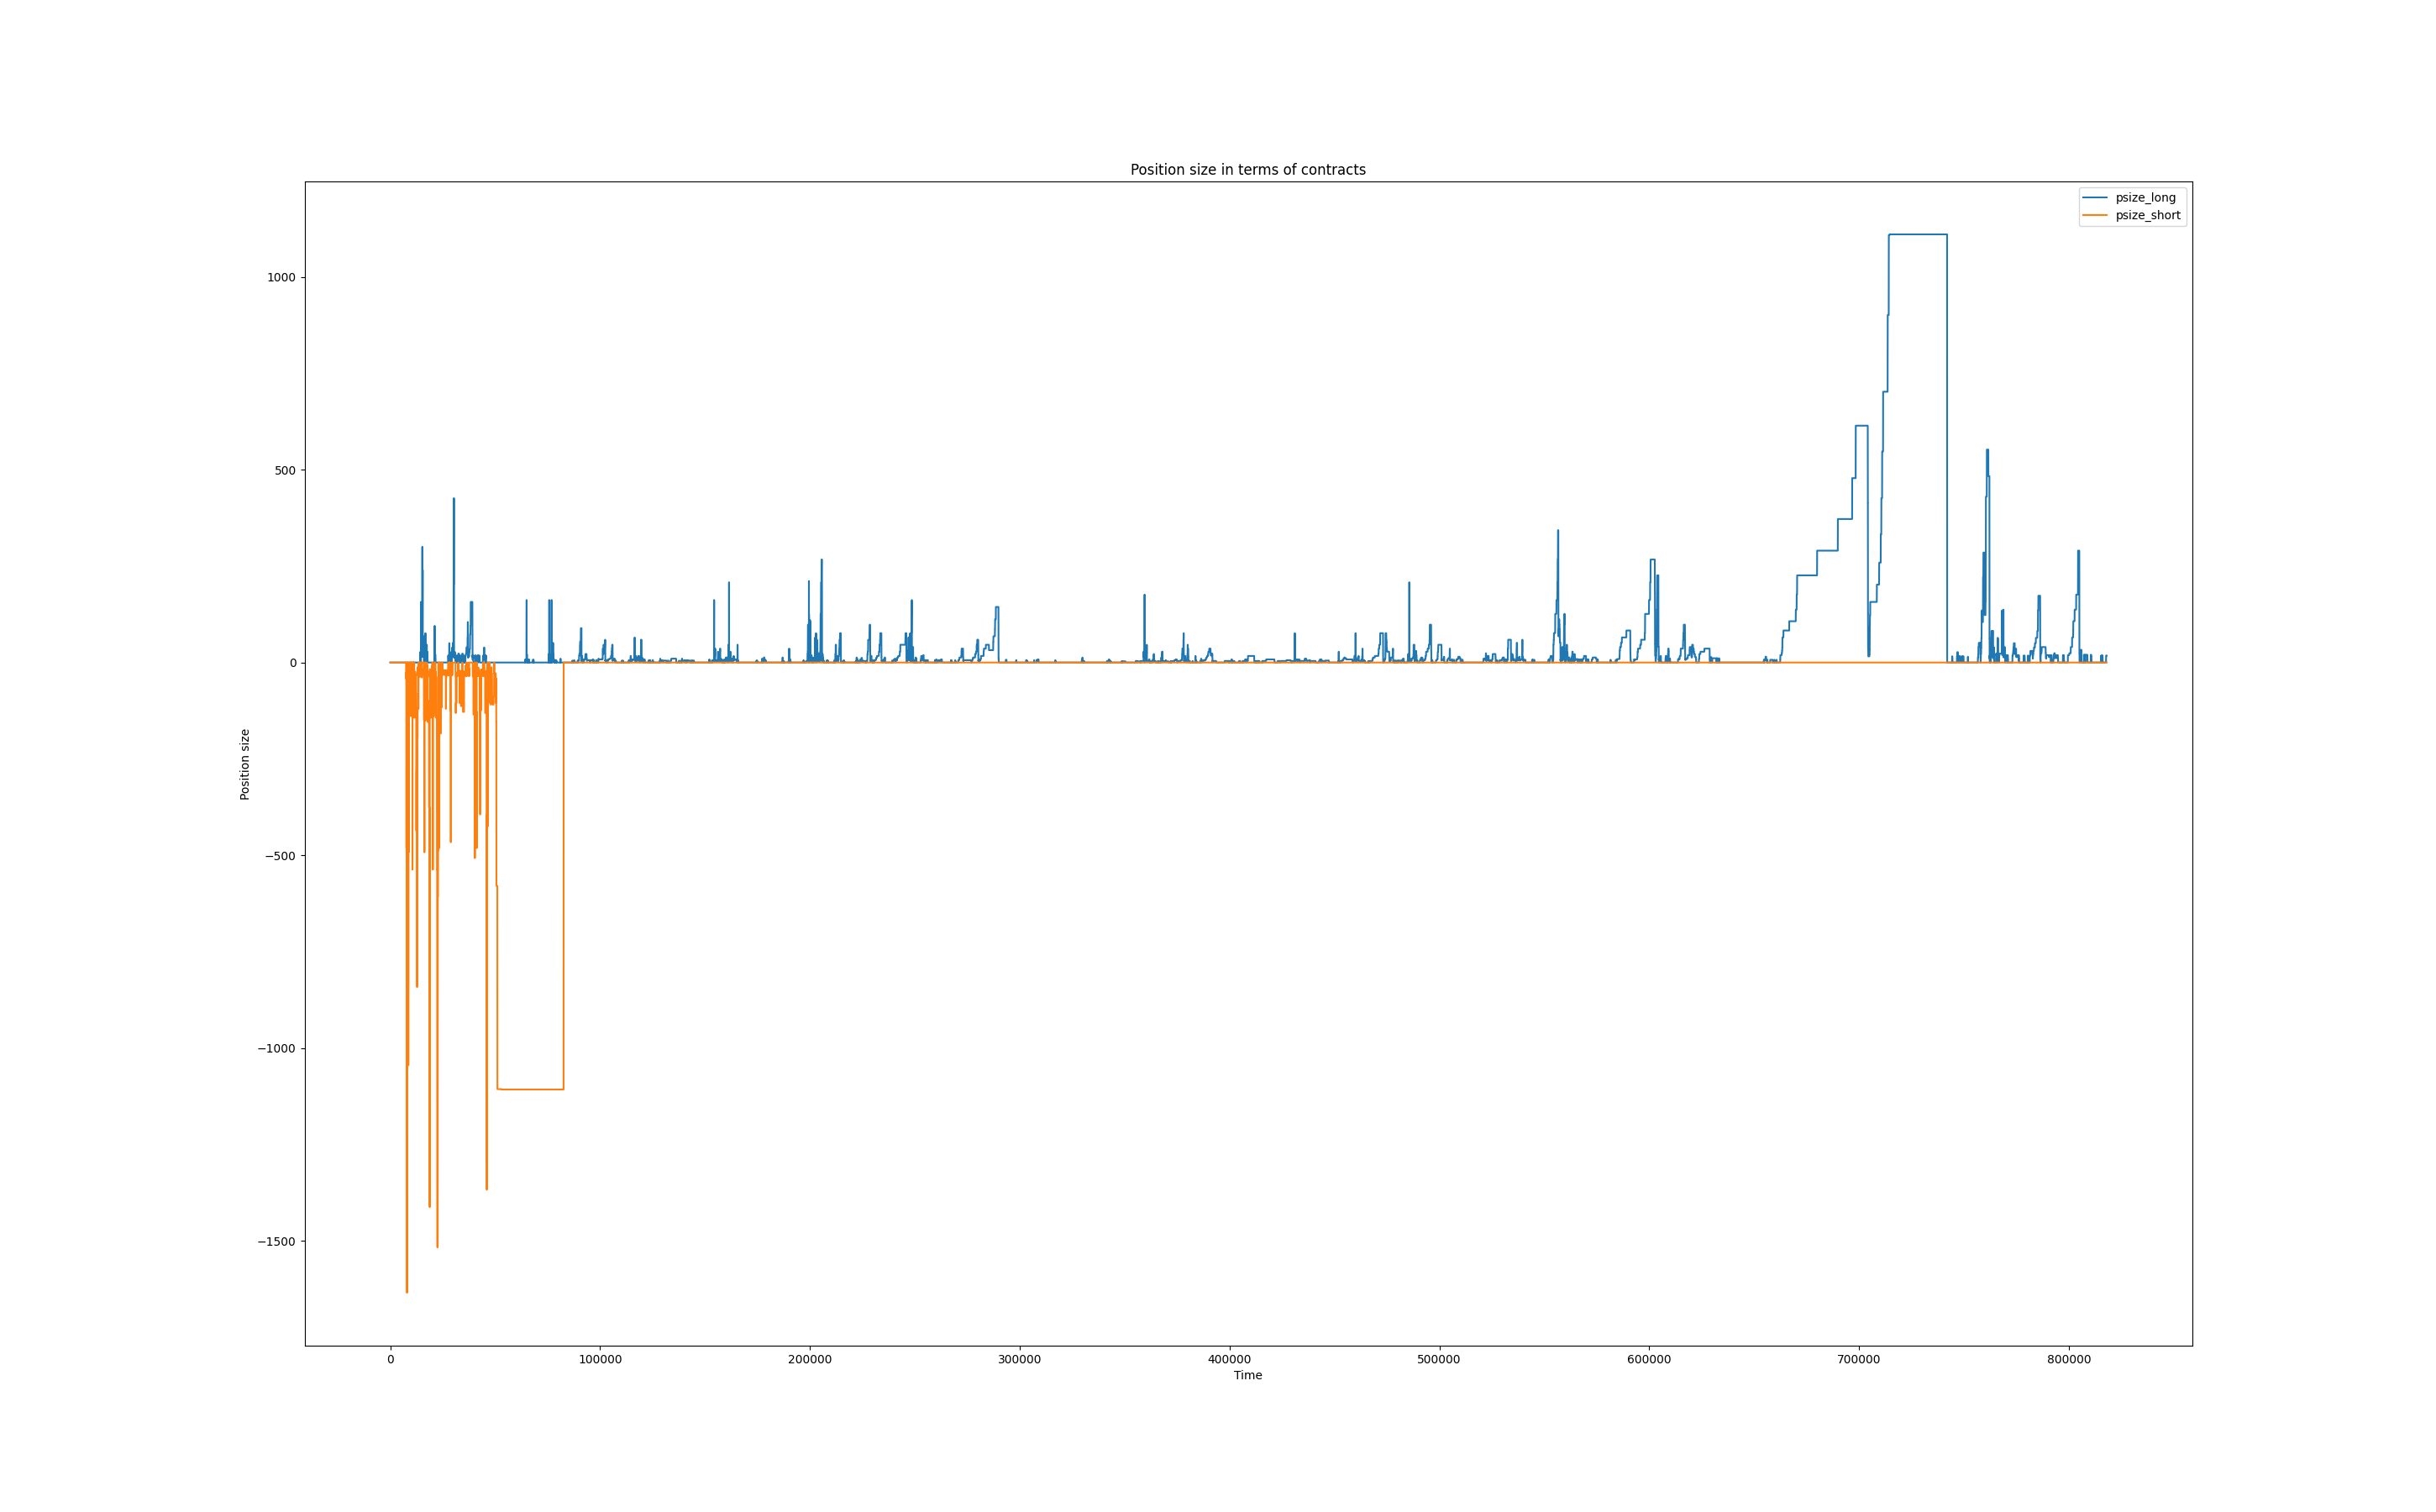 Position size in terms of contracts
psize_long
psize_short
1000
500
0
−500
−1000
−1500
Position size
0 100000 200000 300000 400000 500000 600000 700000 800000
Time